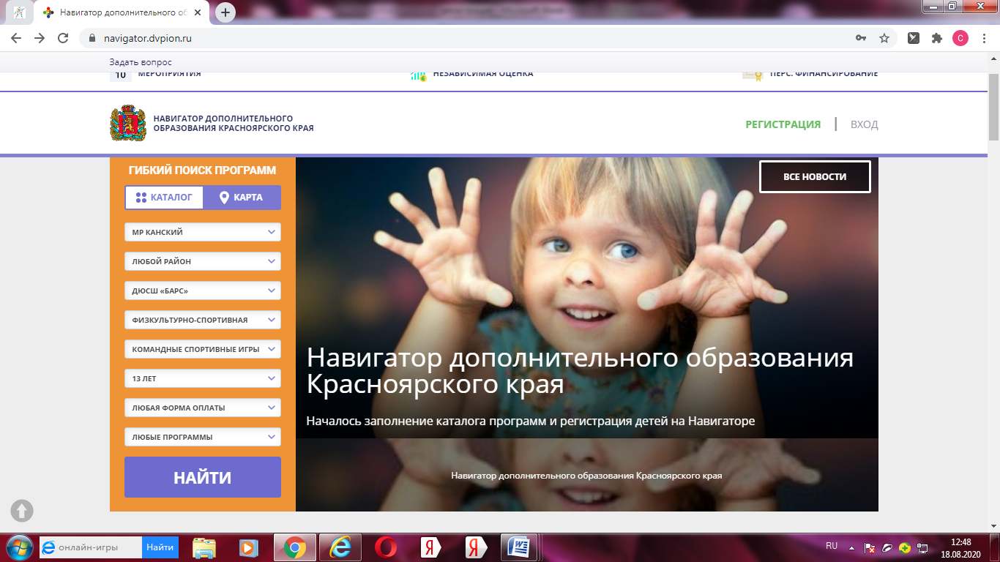 Навигатор дополнительного об
navigator.dvpion.ru
С
Задать вопрос
10 МЕРОПРИЯТИЯ
НЕЗАВИСИМАЯ ОЦЕНКА
ПЕРС. ФИНАНСИРОВАНИЕ
НАВИГАТОР ДОПОЛНИТЕЛЬНОГО
ОБРАЗОВАНИЯ КРАСНОЯРСКОГО КРАЯ
РЕГИСТРАЦИЯ
ВХОД
ГИБКИЙ ПОИСК ПРОГРАММ
КАТАЛОГ
КАРТА
МР КАНСКИЙ
ЛЮБОЙ РАЙОН
ДЮСШ «БАРС»
ФИЗКУЛЬТУРНО-СПОРТИВНАЯ
КОМАНДНЫЕ СПОРТИВНЫЕ ИГРЫ
13 ЛЕТ
ЛЮБАЯ ФОРМА ОПЛАТЫ
ЛЮБЫЕ ПРОГРАММЫ
НАЙТИ
ВСЕ НОВОСТИ
Навигатор дополнительного образования
Красноярского края
Началось заполнение каталога программ и регистрация детей на Навигаторе
Навигатор дополнительного образования Красноярского края
онлайн-игры
Найти
Я
Я
RU
12:48
18.08.2020